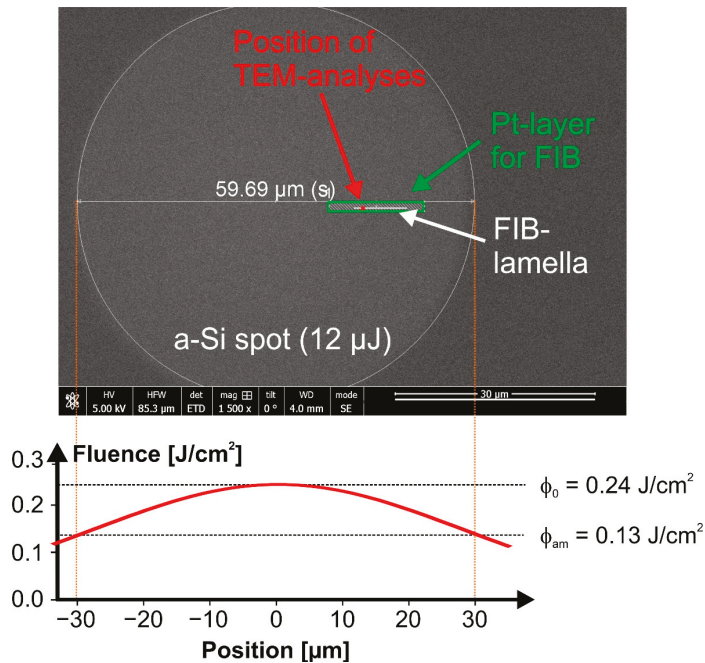 Position of
TEM-analyses
Pt-layer
for FIB
59.69 µm (s_l)
FIB-
lamella
a-Si spot (12 µJ)
HV HFW det mag tilt WD mode
5.00 kV 85.3 µm ETD 1 500 x 0 ° 4.0 mm SE
30 µm
Fluence [J/cm²]
0.3
0.2
0.1
0.0
ϕ₀ = 0.24 J/cm²
ϕam = 0.13 J/cm²
−30 −20 −10 0 10 20 30
Position [µm]